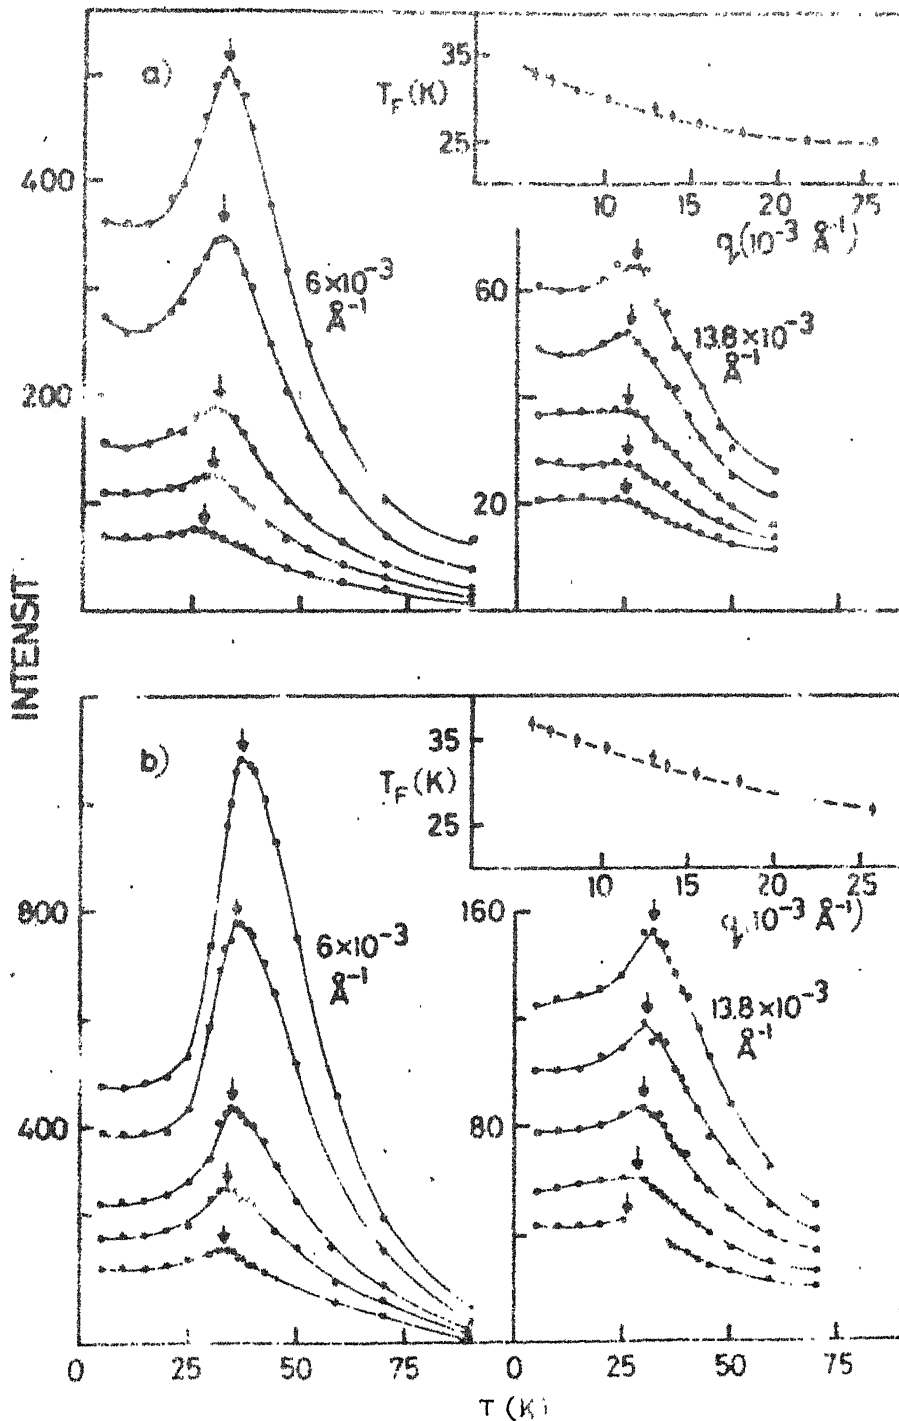 a)
35
T_F (K)
25
10 15 20 25
q (10⁻³ Å⁻¹)
400
200
6×10⁻³
Å⁻¹
60
20
13.8×10⁻³
Å⁻¹
INTENSIT
b)
35
T_F (K)
25
10 15 20 25
q (10⁻³ Å⁻¹)
800
400
6×10⁻³
Å⁻¹
160
80
13.8×10⁻³
Å⁻¹
0 25 50 75 0 25 50 75
T (K)